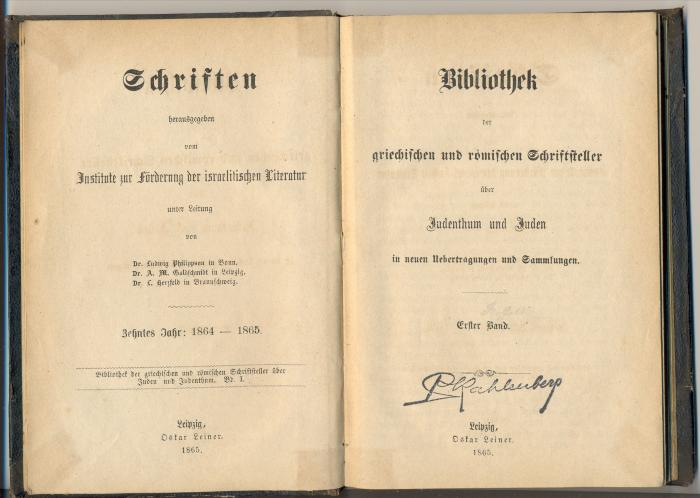 Schriften
herausgegeben
vom
Institute zur Förderung der israelitischen Literatur
unter Leitung
von
Dr. Ludwig Philippson in Bonn.
Dr. A. M. Goldschmidt in Leipzig.
Dr. L. Herzfeld in Braunschweig.
Zehntes Jahr: 1864 — 1865.
Bibliothek der griechischen und römischen Schriftsteller über
Juden und Judenthum. Bd. I.
Leipzig,
Oskar Leiner.
1865.
Bibliothek
der
griechischen und römischen Schriftsteller
über
Judenthum und Juden
in neuen Uebertragungen und Sammlungen.
Erster Band.
R Kahlenberg
Leipzig,
Oskar Leiner.
1865.